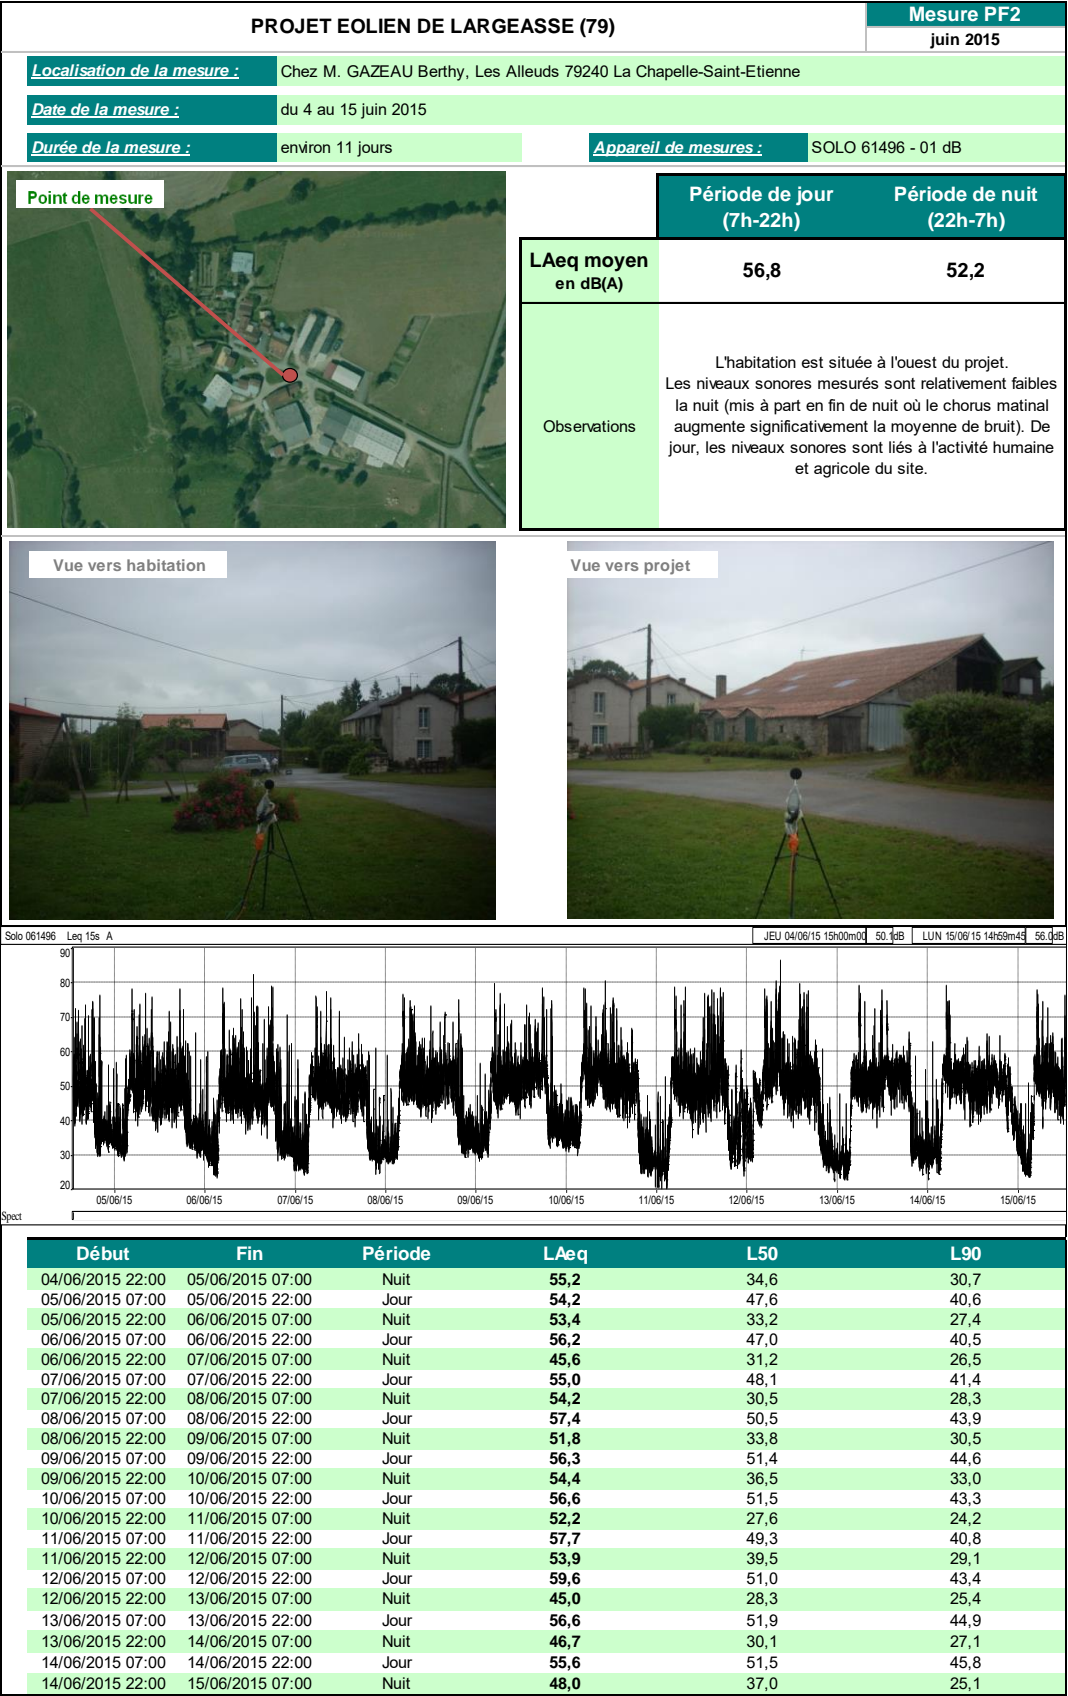 PROJET EOLIEN DE LARGEASSE (79)
Mesure PF2
juin 2015
Localisation de la mesure :
Chez M. GAZEAU Berthy, Les Alleuds 79240 La Chapelle-Saint-Etienne
Date de la mesure :
du 4 au 15 juin 2015
Durée de la mesure :
environ 11 jours
Appareil de mesures :
SOLO 61496 - 01 dB
Point de mesure
Période de jour
(7h-22h)
Période de nuit
(22h-7h)
LAeq moyen
en dB(A)
56,8
52,2
Observations
L'habitation est située à l'ouest du projet.
Les niveaux sonores mesurés sont relativement faibles
la nuit (mis à part en fin de nuit où le chorus matinal
augmente significativement la moyenne de bruit). De
jour, les niveaux sonores sont liés à l'activité humaine
et agricole du site.
Vue vers habitation
Vue vers projet
Solo 061496 Leq 15s A
JEU 04/06/15 15h00m00 50.1dB LUN 15/06/15 14h59m45 56.0dB
90
80
70
60
50
40
30
20
05/06/15 06/06/15 07/06/15 08/06/15 09/06/15 10/06/15 11/06/15 12/06/15 13/06/15 14/06/15 15/06/15
Spect
Début Fin Période LAeq L50 L90
04/06/2015 22:00 05/06/2015 07:00 Nuit 55,2 34,6 30,7
05/06/2015 07:00 05/06/2015 22:00 Jour 54,2 47,6 40,6
05/06/2015 22:00 06/06/2015 07:00 Nuit 53,4 33,2 27,4
06/06/2015 07:00 06/06/2015 22:00 Jour 56,2 47,0 40,5
06/06/2015 22:00 07/06/2015 07:00 Nuit 45,6 31,2 26,5
07/06/2015 07:00 07/06/2015 22:00 Jour 55,0 48,1 41,4
07/06/2015 22:00 08/06/2015 07:00 Nuit 54,2 30,5 28,3
08/06/2015 07:00 08/06/2015 22:00 Jour 57,4 50,5 43,9
08/06/2015 22:00 09/06/2015 07:00 Nuit 51,8 33,8 30,5
09/06/2015 07:00 09/06/2015 22:00 Jour 56,3 51,4 44,6
09/06/2015 22:00 10/06/2015 07:00 Nuit 54,4 36,5 33,0
10/06/2015 07:00 10/06/2015 22:00 Jour 56,6 51,5 43,3
10/06/2015 22:00 11/06/2015 07:00 Nuit 52,2 27,6 24,2
11/06/2015 07:00 11/06/2015 22:00 Jour 57,7 49,3 40,8
11/06/2015 22:00 12/06/2015 07:00 Nuit 53,9 39,5 29,1
12/06/2015 07:00 12/06/2015 22:00 Jour 59,6 51,0 43,4
12/06/2015 22:00 13/06/2015 07:00 Nuit 45,0 28,3 25,4
13/06/2015 07:00 13/06/2015 22:00 Jour 56,6 51,9 44,9
13/06/2015 22:00 14/06/2015 07:00 Nuit 46,7 30,1 27,1
14/06/2015 07:00 14/06/2015 22:00 Jour 55,6 51,5 45,8
14/06/2015 22:00 15/06/2015 07:00 Nuit 48,0 37,0 25,1